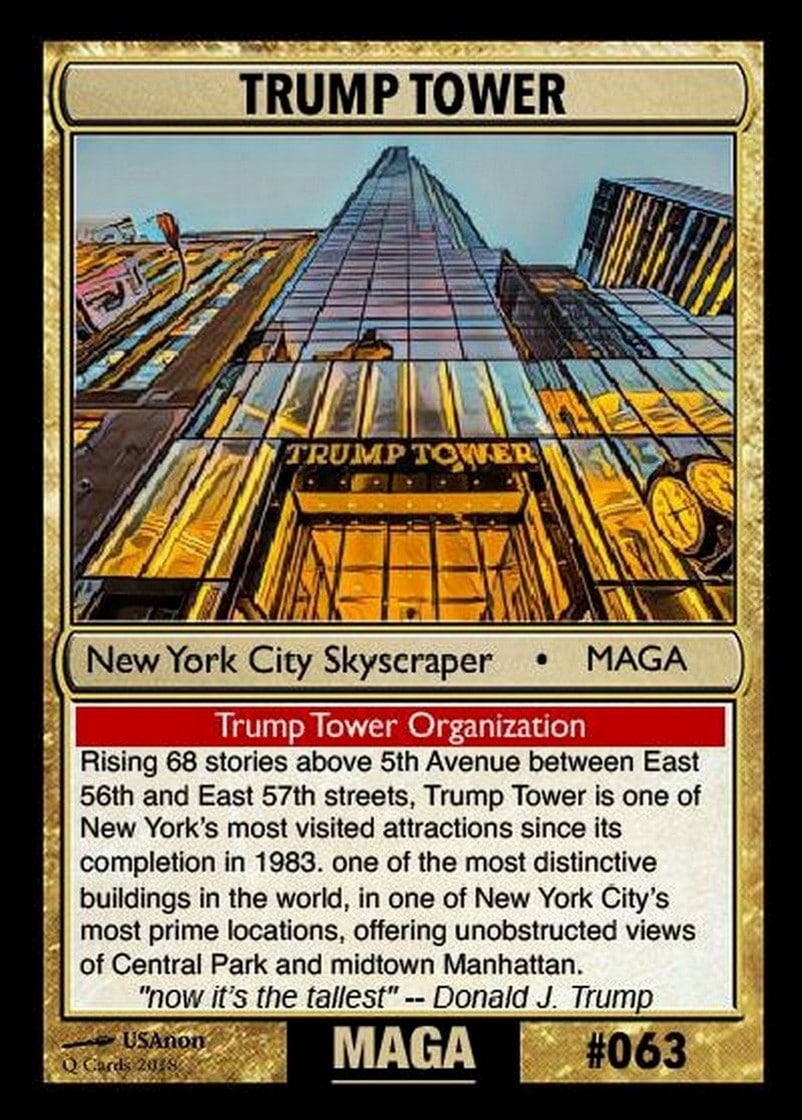 TRUMP TOWER
TRUMP TOWER
New York City Skyscraper • MAGA
Trump Tower Organization
Rising 68 stories above 5th Avenue between East
56th and East 57th streets, Trump Tower is one of
New York's most visited attractions since its
completion in 1983. one of the most distinctive
buildings in the world, in one of New York City's
most prime locations, offering unobstructed views
of Central Park and midtown Manhattan.
"now it's the tallest" -- Donald J. Trump
USAnon
Q Cards 2018
MAGA
#063